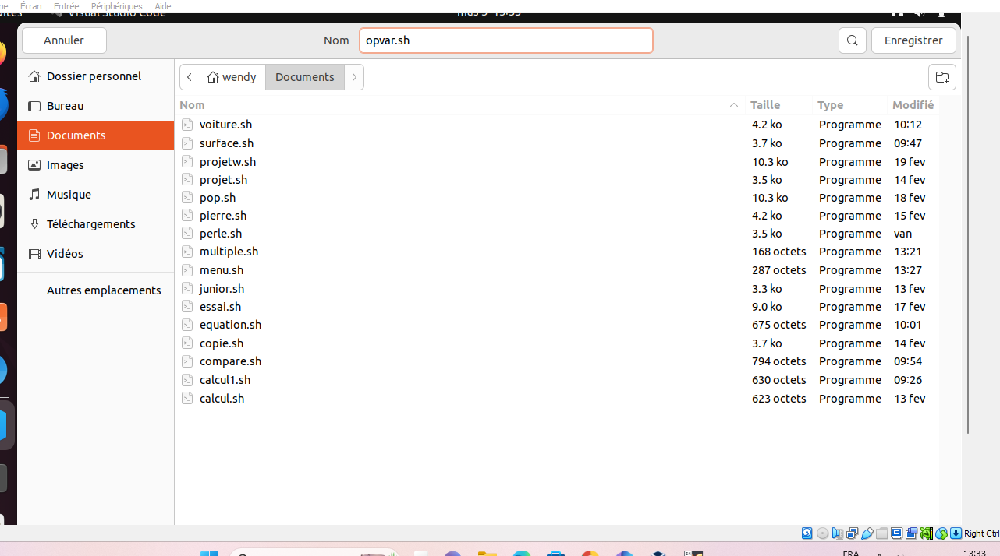 Écran Entrée Périphériques Aide
Visual Studio Code
Annuler Nom opvar.sh Enregistrer
Dossier personnel
Bureau
Documents
Images
Musique
Téléchargements
Vidéos
+ Autres emplacements
wendy Documents
Nom Taille Type Modifié
voiture.sh 4.2 ko Programme 10:12
surface.sh 3.7 ko Programme 09:47
projetw.sh 10.3 ko Programme 19 fev
projet.sh 3.5 ko Programme 14 fev
pop.sh 10.3 ko Programme 18 fev
pierre.sh 4.2 ko Programme 15 fev
perle.sh 3.5 ko Programme van
multiple.sh 168 octets Programme 13:21
menu.sh 287 octets Programme 13:27
junior.sh 3.3 ko Programme 13 fev
essai.sh 9.0 ko Programme 17 fev
equation.sh 675 octets Programme 10:01
copie.sh 3.7 ko Programme 14 fev
compare.sh 794 octets Programme 09:54
calcul1.sh 630 octets Programme 09:26
calcul.sh 623 octets Programme 13 fev
Right Ctrl
FRA 13:33